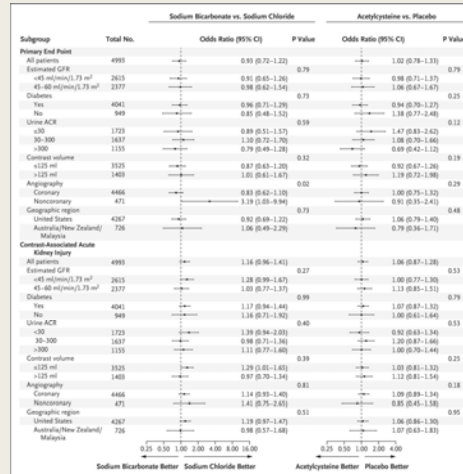 Sodium Bicarbonate vs. Sodium Chloride Acetylcysteine vs. Placebo
Subgroup Total No. Odds Ratio (95% CI) P Value Odds Ratio (95% CI) P Value
Primary End Point
All patients 4993 0.93 (0.72–1.22) 1.02 (0.78–1.33)
Estimated GFR 0.79 0.79
<45 ml/min/1.73 m² 2615 0.91 (0.65–1.26) 0.98 (0.71–1.37)
45–60 ml/min/1.73 m² 2377 0.98 (0.62–1.54) 1.06 (0.67–1.67)
Diabetes 0.73 0.25
Yes 4041 0.96 (0.71–1.29) 0.94 (0.70–1.27)
No 949 0.85 (0.48–1.52) 1.38 (0.77–2.48)
Urine ACR 0.59 0.12
≤30 1723 0.89 (0.51–1.57) 1.47 (0.83–2.62)
30–300 1637 1.10 (0.72–1.70) 1.08 (0.70–1.66)
>300 1155 0.79 (0.49–1.28) 0.69 (0.42–1.12)
Contrast volume 0.32 0.19
≤125 ml 3525 0.87 (0.63–1.20) 0.92 (0.67–1.26)
>125 ml 1403 1.01 (0.61–1.67) 1.19 (0.72–1.98)
Angiography 0.02 0.29
Coronary 4466 0.83 (0.62–1.10) 1.00 (0.75–1.32)
Noncoronary 471 3.19 (1.03–9.94) 0.91 (0.35–2.41)
Geographic region 0.73 0.48
United States 4267 0.92 (0.69–1.22) 1.06 (0.79–1.40)
Australia/New Zealand/ 726 1.06 (0.49–2.29) 0.79 (0.36–1.71)
Malaysia
Contrast-Associated Acute
Kidney Injury
All patients 4993 1.16 (0.96–1.41) 1.06 (0.87–1.28)
Estimated GFR 0.27 0.53
<45 ml/min/1.73 m² 2615 1.28 (0.99–1.67) 1.00 (0.77–1.30)
45–60 ml/min/1.73 m² 2377 1.03 (0.77–1.37) 1.13 (0.85–1.51)
Diabetes 0.99 0.79
Yes 4041 1.17 (0.94–1.44) 1.07 (0.87–1.32)
No 949 1.16 (0.71–1.92) 1.00 (0.61–1.64)
Urine ACR 0.40 0.53
<30 1723 1.39 (0.94–2.03) 0.92 (0.63–1.34)
30–300 1637 0.98 (0.71–1.36) 1.20 (0.87–1.66)
>300 1155 1.11 (0.77–1.60) 1.00 (0.70–1.44)
Contrast volume 0.39 0.25
≤125 ml 3525 1.29 (1.01–1.65) 1.03 (0.81–1.32)
>125 ml 1403 0.97 (0.70–1.34) 1.12 (0.81–1.54)
Angiography 0.81 0.18
Coronary 4466 1.14 (0.93–1.40) 1.09 (0.89–1.34)
Noncoronary 471 1.41 (0.75–2.65) 0.85 (0.45–1.58)
Geographic region 0.51 0.95
United States 4267 1.19 (0.97–1.47) 1.06 (0.86–1.30)
Australia/New Zealand/ 726 0.98 (0.57–1.68) 1.07 (0.63–1.83)
Malaysia
0.25 1.00 2.00 4.00 8.00 16.00 0.25 1.00 2.00 4.00
Sodium Bicarbonate Better Sodium Chloride Better Acetylcysteine Better Placebo Better